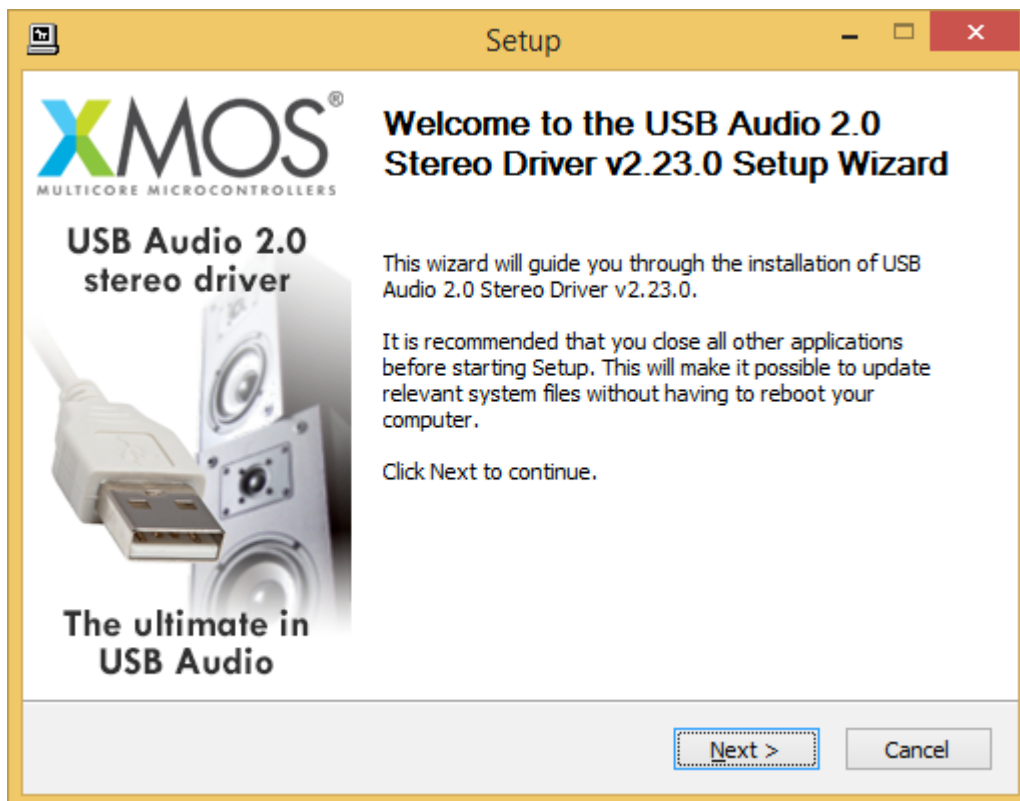 Setup
XMOS®
MULTICORE MICROCONTROLLERS
USB Audio 2.0
stereo driver
The ultimate in
USB Audio
Welcome to the USB Audio 2.0
Stereo Driver v2.23.0 Setup Wizard
This wizard will guide you through the installation of USB
Audio 2.0 Stereo Driver v2.23.0.
It is recommended that you close all other applications
before starting Setup. This will make it possible to update
relevant system files without having to reboot your
computer.
Click Next to continue.
Next >
Cancel